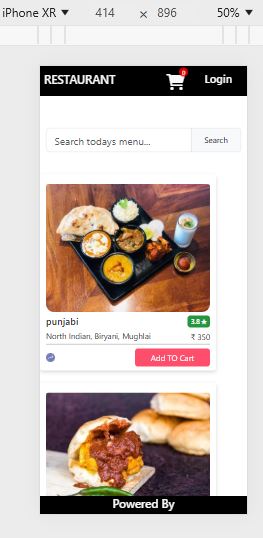 iPhone XR 414 × 896 50%
RESTAURANT 0 Login
Search todays menu... Search
punjabi 3.8
North Indian, Biryani, Mughlai ₹ 350
Add TO Cart
Powered By